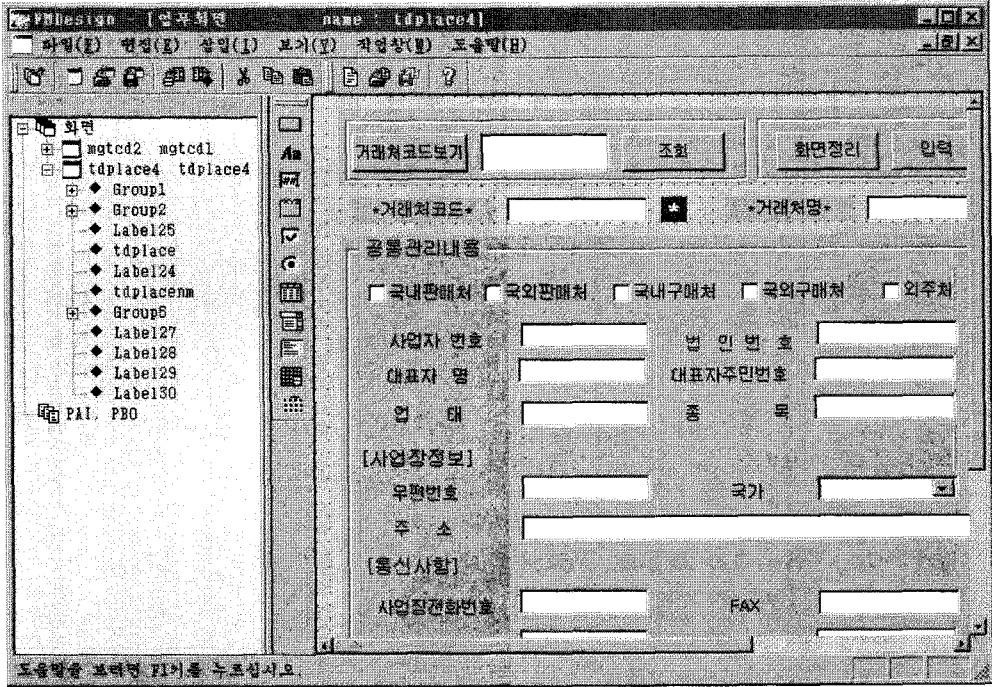 FMDesign - [업무화면 name : tdplace4]
파일(F) 편집(E) 삽입(I) 보기(V) 작업창(W) 도움말(H)
화면
mgtcd2 mgtcd1
tdplace4 tdplace4
Group1
Group2
Label25
tdplace
Label24
tdplacenm
Group6
Label27
Label28
Label29
Label30
PAI, PBO
Aa
거래처코드보기 조회 화면정리 입력
*거래처코드* *거래처명*
공통관리내용
국내판매처 국외판매처 국내구매처 국외구매처 외주처
사업자 번호 법 인 번 호
대표자 명 대표자주민번호
업 태 종 목
[사업장정보]
우편번호 국가
주 소
[통신사항]
사업장전화번호 FAX
도움말을 보려면 F1키를 누르십시오.